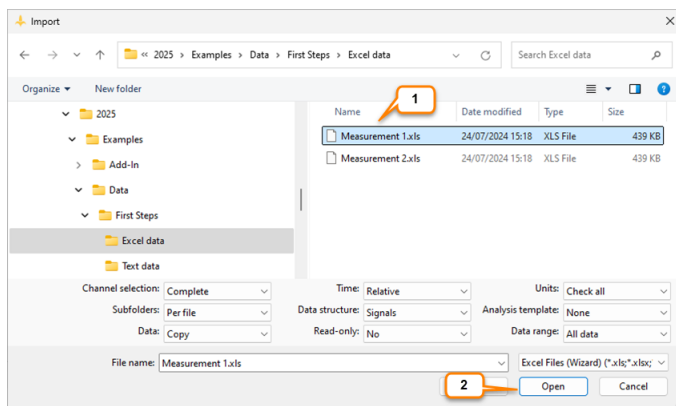 Import
« 2025 > Examples > Data > First Steps > Excel data
Search Excel data
Organize
New folder
1
2025
Examples
Add-In
Data
First Steps
Excel data
Text data
Name Date modified Type Size
Measurement 1.xls 24/07/2024 15:18 XLS File 439 KB
Measurement 2.xls 24/07/2024 15:18 XLS File 439 KB
Channel selection: Complete Time: Relative Units: Check all
Subfolders: Per file Data structure: Signals Analysis template: None
Data: Copy Read-only: No Data range: All data
File name: Measurement 1.xls Excel Files (Wizard) (*.xls;*.xlsx;
2
Open Cancel